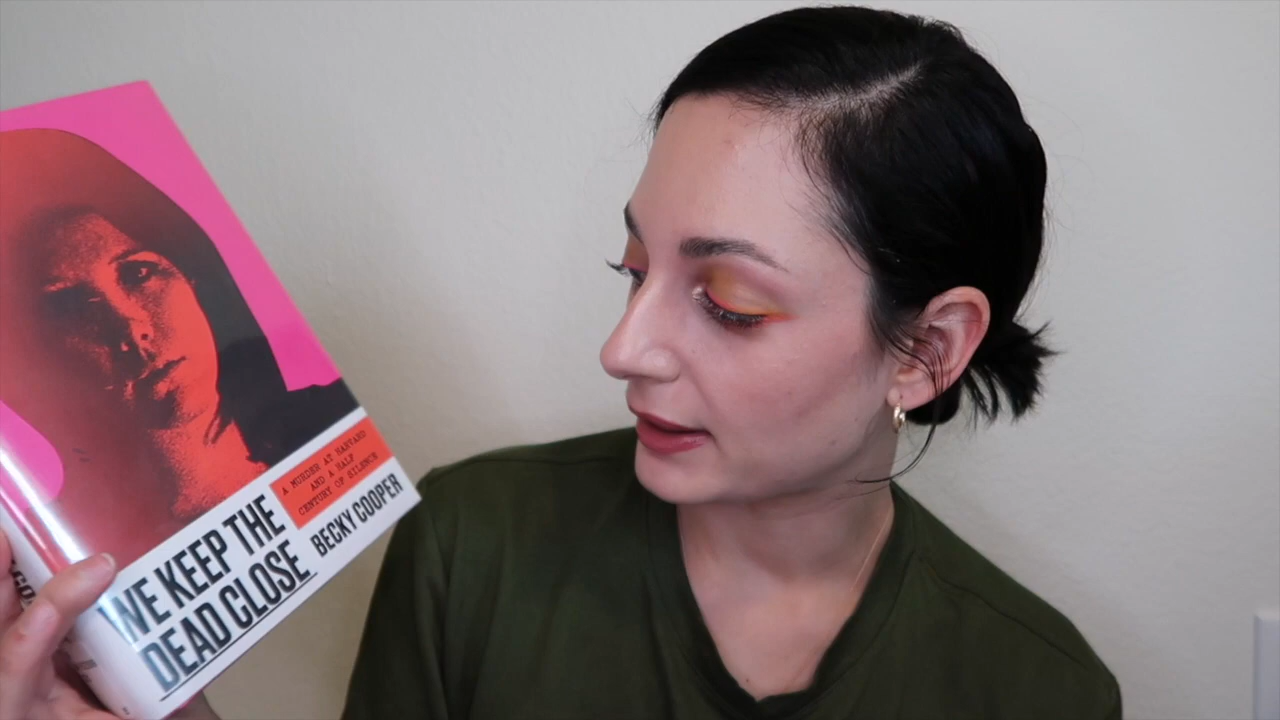 A MURDER AT HARVARD
AND A HALF
CENTURY OF SILENCE
WE KEEP THE
DEAD CLOSE
BECKY COOPER